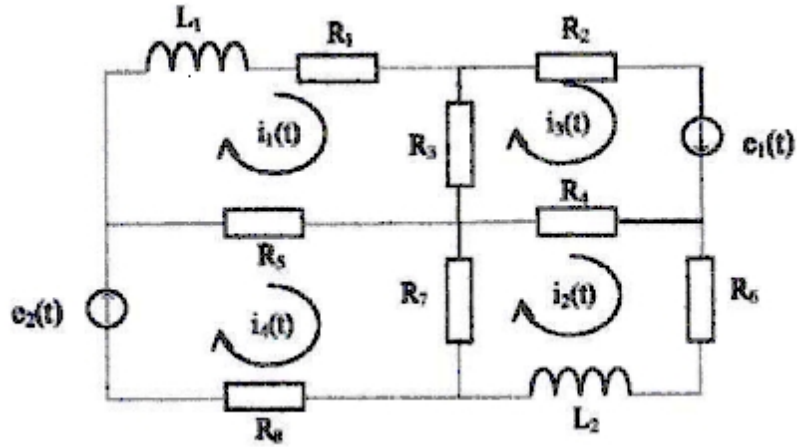 L₁
R₁
R₂
i₁(t)
R₃
i₃(t)
e₁(t)
R₄
R₅
e₂(t)
i₄(t)
R₇
i₂(t)
R₆
R₈
L₂